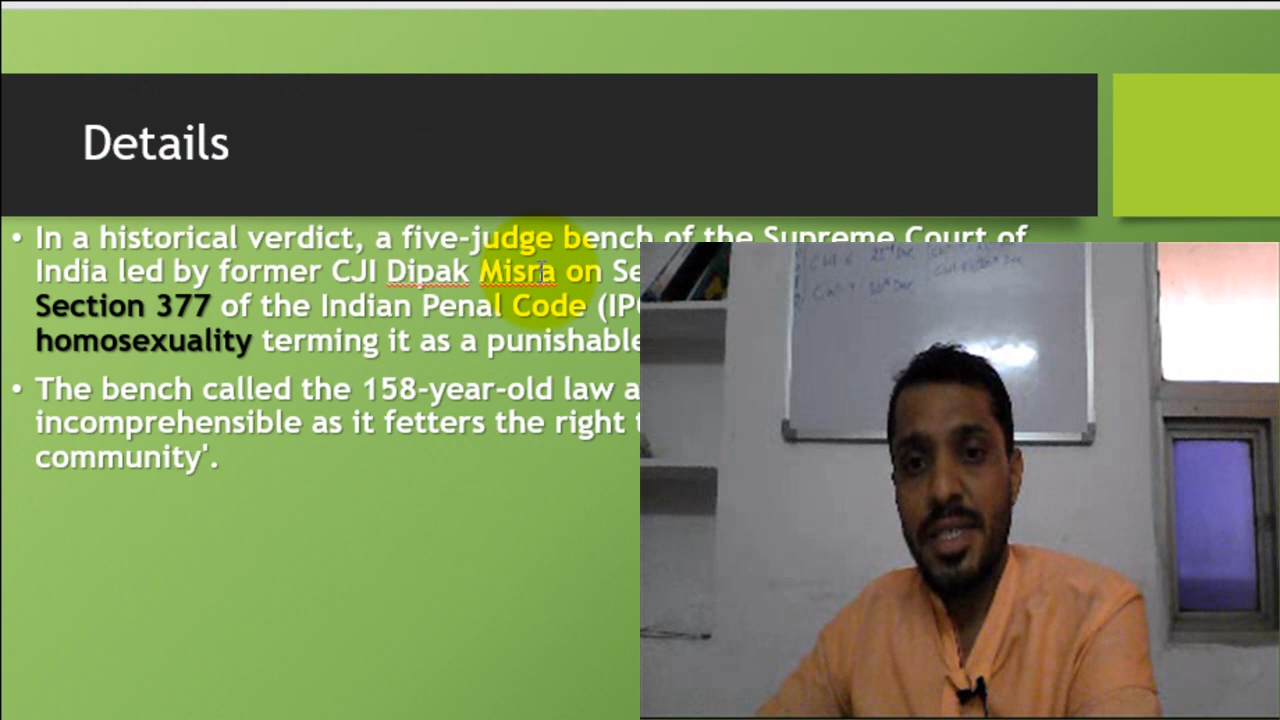 Details
• In a historical verdict, a five-judge bench of the Supreme Court of
India led by former CJI Dipak Misra on
Section 377 of the Indian Penal Code
homosexuality terming it as a punishable
• The bench called the 158-year-old law
incomprehensible as it fetters the right
community'.